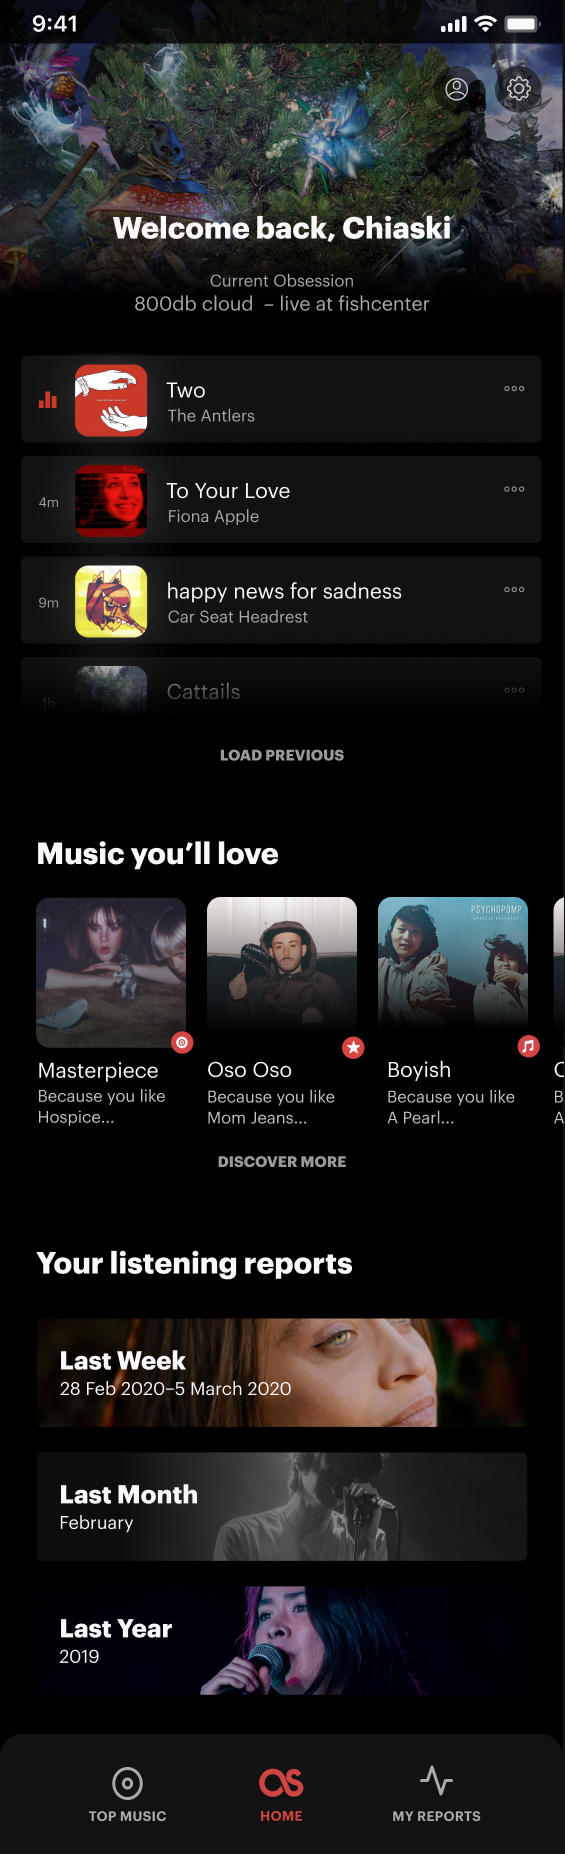 9:41
Welcome back, Chiaski
Current Obsession
800db cloud – live at fishcenter
Two
The Antlers
4m
To Your Love
Fiona Apple
9m
happy news for sadness
Car Seat Headrest
1h
Cattails
LOAD PREVIOUS
Music you’ll love
PSYCHOPOMP
JAPANESE BREAKFAST
Masterpiece
Because you like
Hospice...
Oso Oso
Because you like
Mom Jeans...
Boyish
Because you like
A Pearl...
DISCOVER MORE
Your listening reports
Last Week
28 Feb 2020–5 March 2020
Last Month
February
Last Year
2019
TOP MUSIC
HOME
MY REPORTS